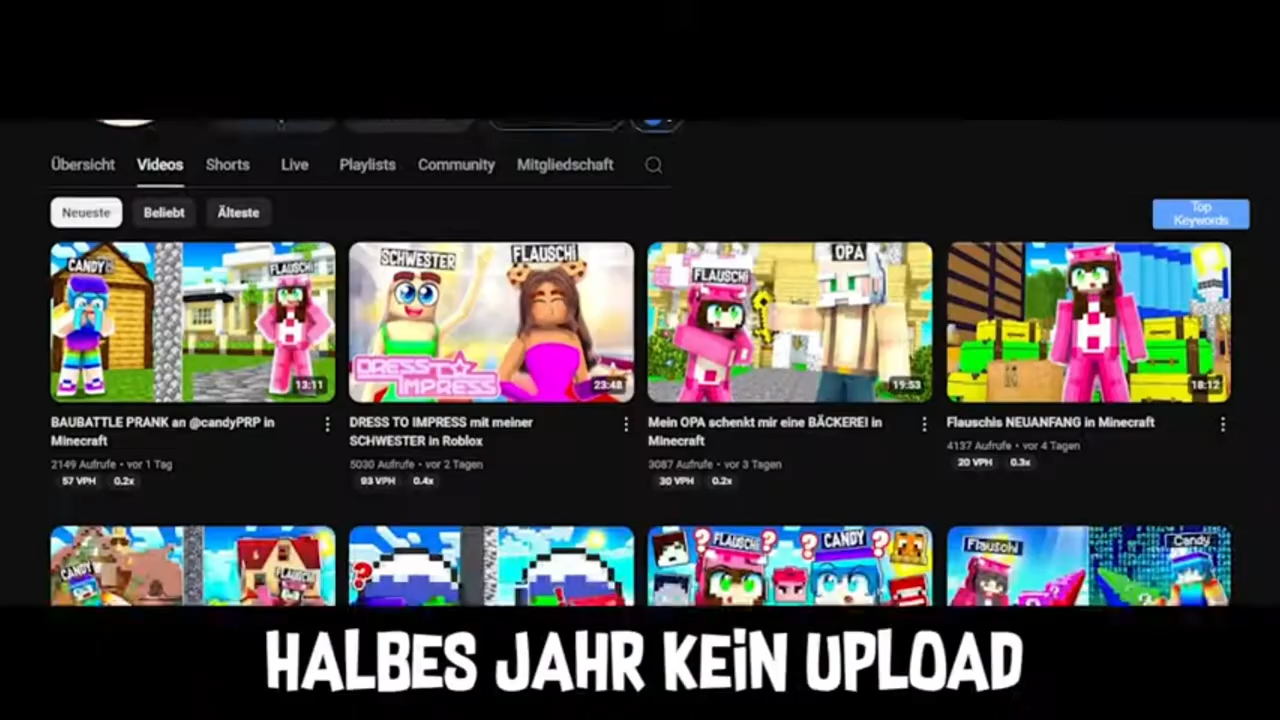 Übersicht Videos Shorts Live Playlists Community Mitgliedschaft
Neueste Beliebt Älteste
Top
Keywords
CANDY FLAUSCHI 13:11
SCHWESTER FLAUSCHi DRESS TO IMPRESS 23:48
FLAUSCHi OPA 19:53
18:12
BAUBATTLE PRANK an @candyPRP in
Minecraft
2149 Aufrufe • vor 1 Tag
57 VPH 0.2x
DRESS TO IMPRESS mit meiner
SCHWESTER in Roblox
5030 Aufrufe • vor 2 Tagen
93 VPH 0.4x
Mein OPA schenkt mir eine BÄCKEREI in
Minecraft
3087 Aufrufe • vor 3 Tagen
30 VPH 0.2x
Flauschis NEUANFANG in Minecraft
4137 Aufrufe • vor 4 Tagen
20 VPH 0.3x
CANDY FLAUSCHi
?
? FLAUSCHi ? ? CANDY ?
Flauschi Candy
HALBES JAHR KEiN UPLOAD